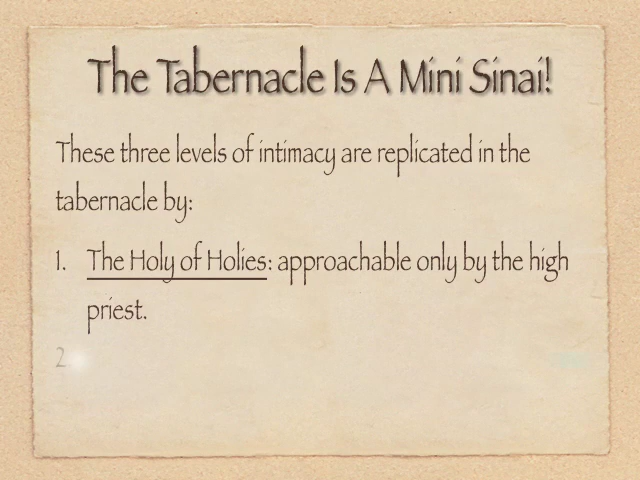 The Tabernacle Is A Mini Sinai!
These three levels of intimacy are replicated in the
tabernacle by:
1. The Holy of Holies: approachable only by the high
priest.
2